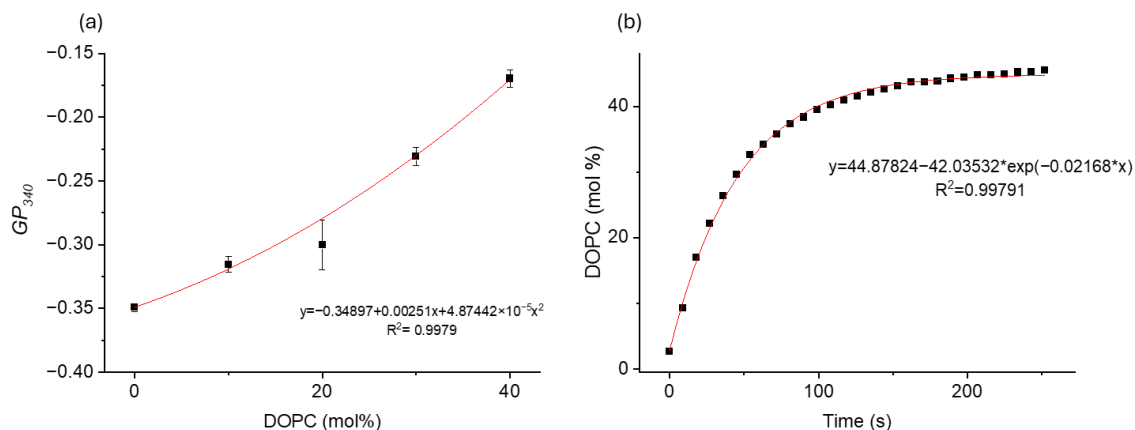 (a)
−0.15
−0.20
−0.25
−0.30
−0.35
−0.40
GP340
0 20 40
DOPC (mol%)
y=−0.34897+0.00251x+4.87442×10⁻⁵x²
R²= 0.9979
(b)
40
20
0
DOPC (mol %)
0 100 200
Time (s)
y=44.87824−42.03532*exp(−0.02168*x)
R²=0.99791